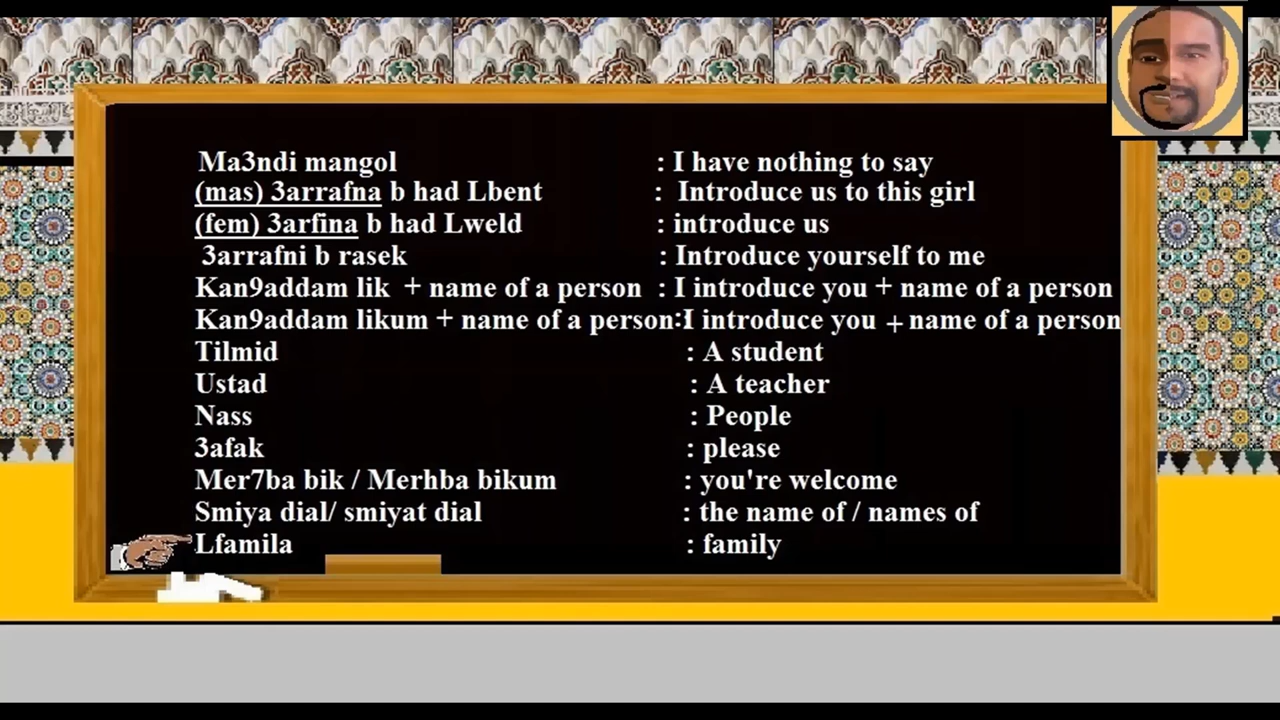 Ma3ndi mangol : I have nothing to say
(mas) 3arrafna b had Lbent : Introduce us to this girl
(fem) 3arfina b had Lweld : introduce us
3arrafni b rasek : Introduce yourself to me
Kan9addam lik + name of a person : I introduce you + name of a person
Kan9addam likum + name of a person:I introduce you + name of a person
Tilmid : A student
Ustad : A teacher
Nass : People
3afak : please
Mer7ba bik / Merhba bikum : you're welcome
Smiya dial/ smiyat dial : the name of / names of
Lfamila : family